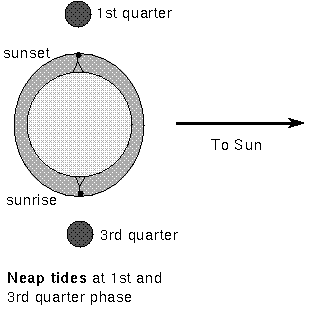 1st quarter
sunset
To Sun
sunrise
3rd quarter
Neap tides at 1st and
3rd quarter phase